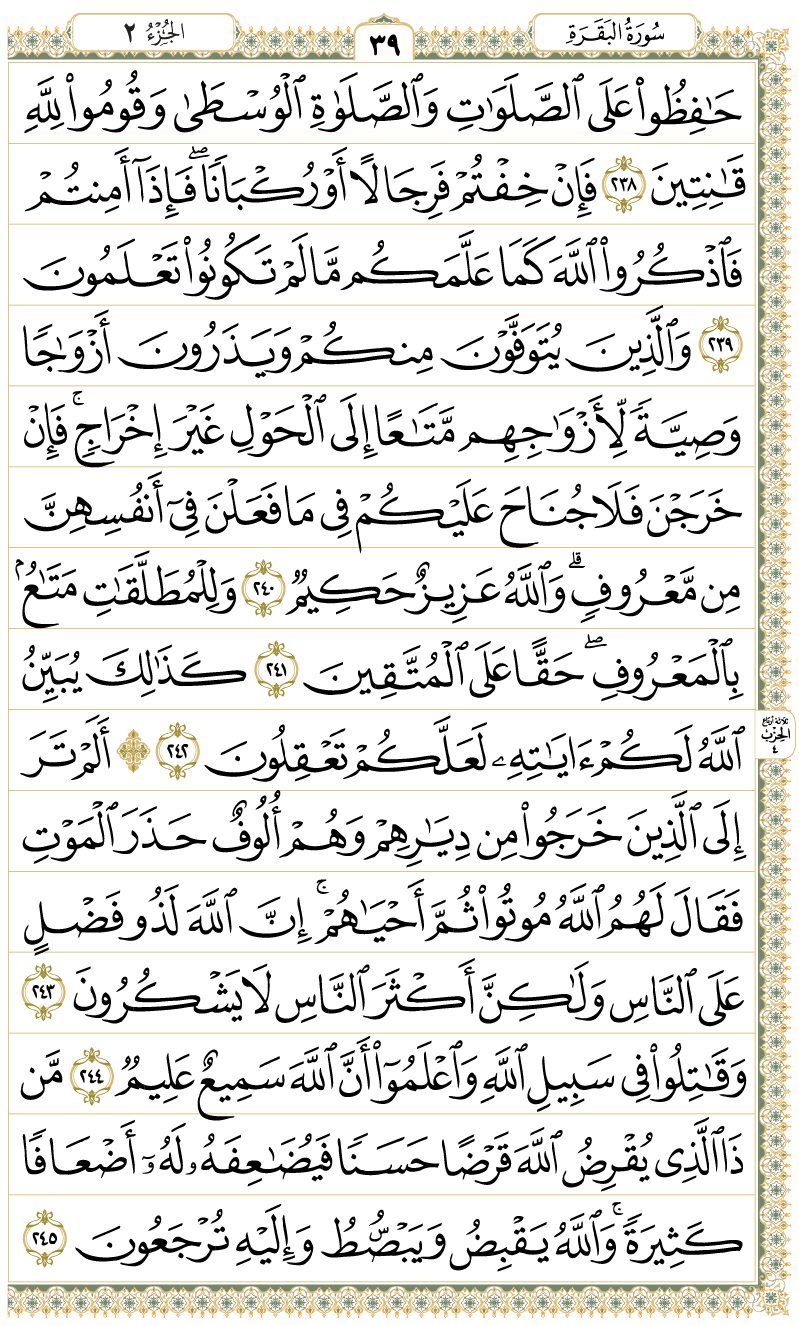 سُورَةُ البَقَرَةِ
٣٩
الجُزْءُ ٢
حَـٰفِظُوا۟ عَلَى ٱلصَّلَوَٰتِ وَٱلصَّلَوٰةِ ٱلْوُسْطَىٰ وَقُومُوا۟ لِلَّهِ
قَـٰنِتِينَ ٢٣٨ فَإِنْ خِفْتُمْ فَرِجَالًا أَوْ رُكْبَانًا ۖ فَإِذَآ أَمِنتُمْ
فَٱذْكُرُوا۟ ٱللَّهَ كَمَا عَلَّمَكُم مَّا لَمْ تَكُونُوا۟ تَعْلَمُونَ
٢٣٩ وَٱلَّذِينَ يُتَوَفَّوْنَ مِنكُمْ وَيَذَرُونَ أَزْوَٰجًا
وَصِيَّةً لِّأَزْوَٰجِهِم مَّتَـٰعًا إِلَى ٱلْحَوْلِ غَيْرَ إِخْرَاجٍ ۚ فَإِنْ
خَرَجْنَ فَلَا جُنَاحَ عَلَيْكُمْ فِى مَا فَعَلْنَ فِىٓ أَنفُسِهِنَّ
مِن مَّعْرُوفٍ ۗ وَٱللَّهُ عَزِيزٌ حَكِيمٌ ٢٤٠ وَلِلْمُطَلَّقَـٰتِ مَتَـٰعُۢ
بِٱلْمَعْرُوفِ ۖ حَقًّا عَلَى ٱلْمُتَّقِينَ ٢٤١ كَذَٰلِكَ يُبَيِّنُ
ٱللَّهُ لَكُمْ ءَايَـٰتِهِۦ لَعَلَّكُمْ تَعْقِلُونَ ٢٤٢ ۞ أَلَمْ تَرَ
ثلاثة أرباع
الحِزْب
٤
إِلَى ٱلَّذِينَ خَرَجُوا۟ مِن دِيَـٰرِهِمْ وَهُمْ أُلُوفٌ حَذَرَ ٱلْمَوْتِ
فَقَالَ لَهُمُ ٱللَّهُ مُوتُوا۟ ثُمَّ أَحْيَـٰهُمْ ۚ إِنَّ ٱللَّهَ لَذُو فَضْلٍ
عَلَى ٱلنَّاسِ وَلَـٰكِنَّ أَكْثَرَ ٱلنَّاسِ لَا يَشْكُرُونَ ٢٤٣
وَقَـٰتِلُوا۟ فِى سَبِيلِ ٱللَّهِ وَٱعْلَمُوٓا۟ أَنَّ ٱللَّهَ سَمِيعٌ عَلِيمٌ ٢٤٤ مَّن
ذَا ٱلَّذِى يُقْرِضُ ٱللَّهَ قَرْضًا حَسَنًا فَيُضَـٰعِفَهُۥ لَهُۥٓ أَضْعَافًا
كَثِيرَةً ۚ وَٱللَّهُ يَقْبِضُ وَيَبْصُۜطُ وَإِلَيْهِ تُرْجَعُونَ ٢٤٥